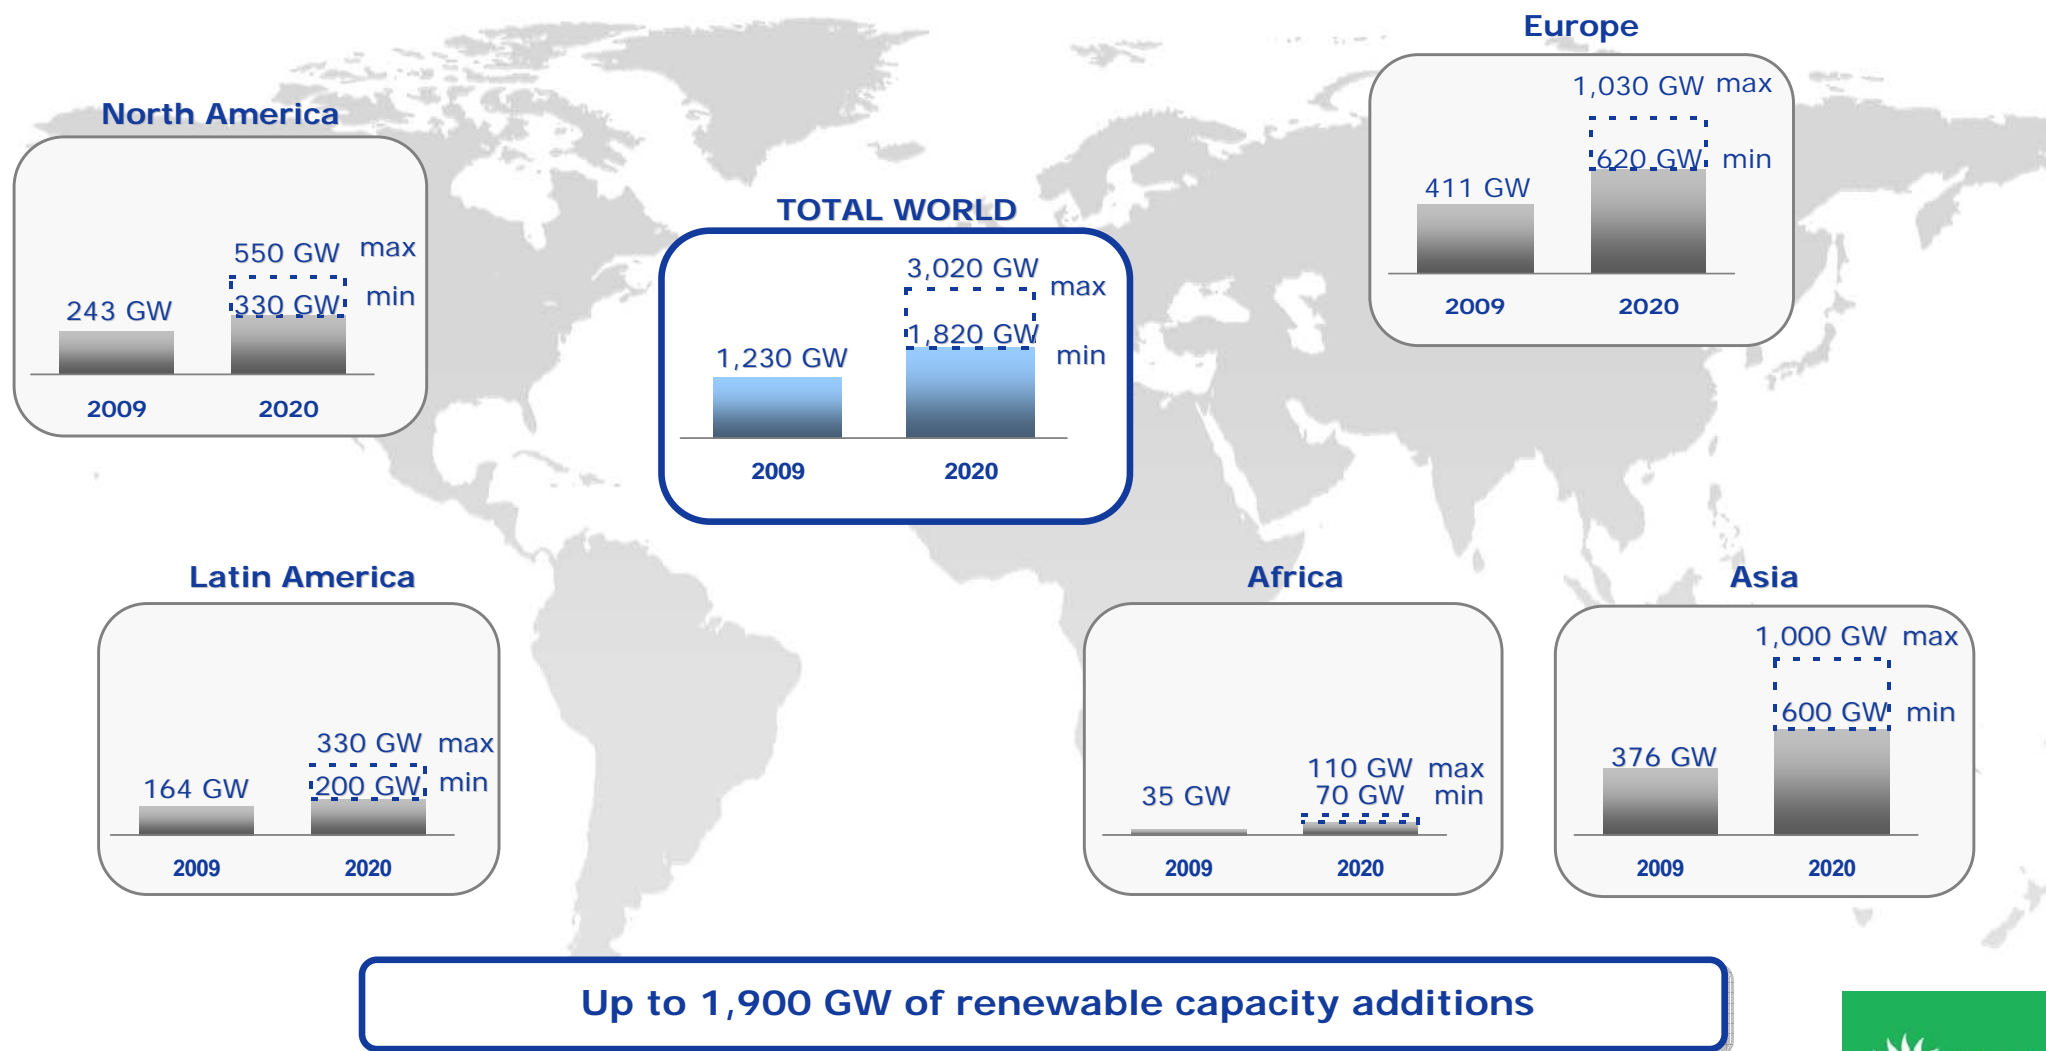 Europe
1,030 GW max
620 GW min
411 GW
2009 2020
North America
550 GW max
330 GW min
243 GW
2009 2020
TOTAL WORLD
3,020 GW max
1,820 GW min
1,230 GW
2009 2020
Latin America
330 GW max
200 GW min
164 GW
2009 2020
Africa
110 GW max
70 GW min
35 GW
2009 2020
Asia
1,000 GW max
600 GW min
376 GW
2009 2020
Up to 1,900 GW of renewable capacity additions